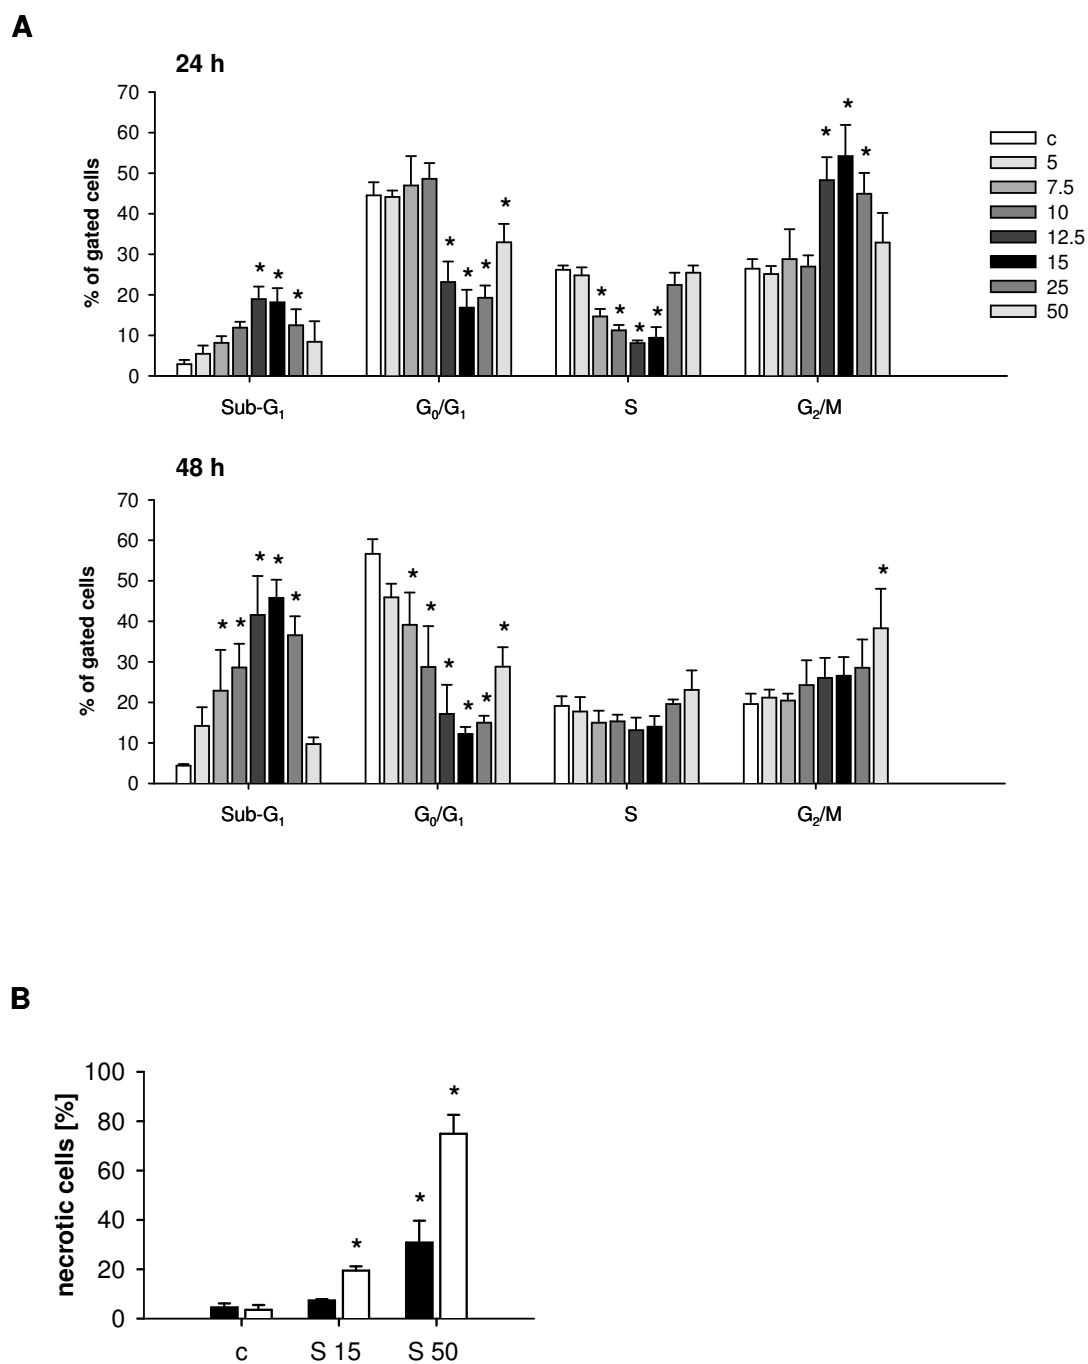 A
24 h
% of gated cells
70
60
50
40
30
20
10
0
* * *
* * * *
* * * *
* * *
Sub-G₁ G₀/G₁ S G₂/M
c
5
7.5
10
12.5
15
25
50
48 h
% of gated cells
70
60
50
40
30
20
10
0
* * * * *
* * * * * *
*
Sub-G₁ G₀/G₁ S G₂/M
B
necrotic cells [%]
100
80
60
40
20
0
* * *
c S 15 S 50